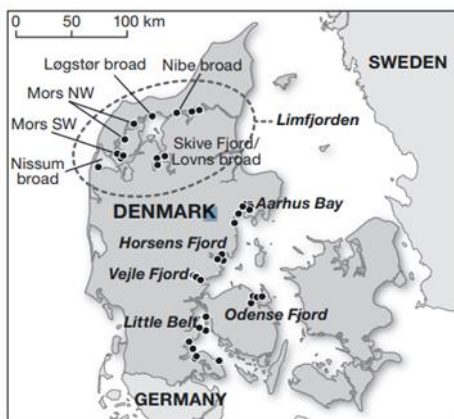 0 50 100 km
SWEDEN
Løgstør broad
Nibe broad
Mors NW
Mors SW
Limfjorden
Nissum
broad
Skive Fjord/
Lovns broad
DENMARK
Aarhus Bay
Horsens Fjord
Vejle Fjord
Little Belt
Odense Fjord
GERMANY